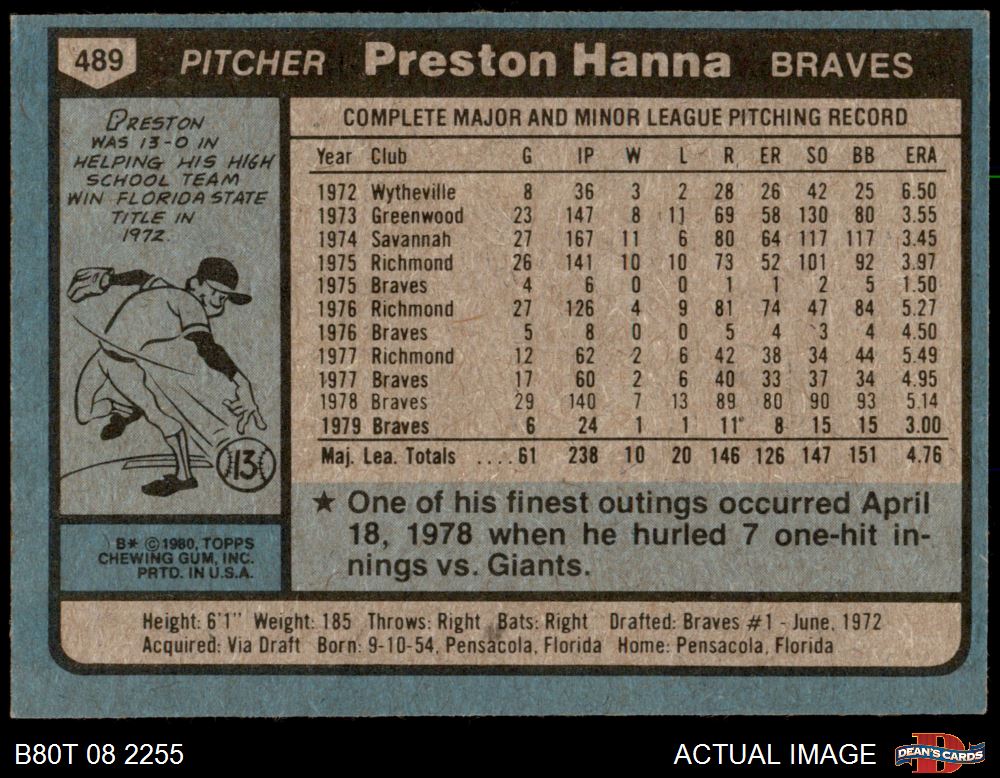 489 PITCHER Preston Hanna BRAVES
PRESTON
WAS 13-0 IN
HELPING HIS HIGH
SCHOOL TEAM
WIN FLORIDA STATE
TITLE IN
1972.
13
B* ©1980, TOPPS
CHEWING GUM, INC.
PRTD. IN U.S.A.
COMPLETE MAJOR AND MINOR LEAGUE PITCHING RECORD
Year Club G IP W L R ER SO BB ERA
1972 Wytheville 8 36 3 2 28 26 42 25 6.50
1973 Greenwood 23 147 8 11 69 58 130 80 3.55
1974 Savannah 27 167 11 6 80 64 117 117 3.45
1975 Richmond 26 141 10 10 73 52 101 92 3.97
1975 Braves 4 6 0 0 1 1 2 5 1.50
1976 Richmond 27 126 4 9 81 74 47 84 5.27
1976 Braves 5 8 0 0 5 4 3 4 4.50
1977 Richmond 12 62 2 6 42 38 34 44 5.49
1977 Braves 17 60 2 6 40 33 37 34 4.95
1978 Braves 29 140 7 13 89 80 90 93 5.14
1979 Braves 6 24 1 1 11 8 15 15 3.00
Maj. Lea. Totals ....61 238 10 20 146 126 147 151 4.76
★ One of his finest outings occurred April
18, 1978 when he hurled 7 one-hit in-
nings vs. Giants.
Height: 6'1" Weight: 185 Throws: Right Bats: Right Drafted: Braves #1 - June, 1972
Acquired: Via Draft Born: 9-10-54, Pensacola, Florida Home: Pensacola, Florida
B80T 08 2255 ACTUAL IMAGE DEAN'S CARDS